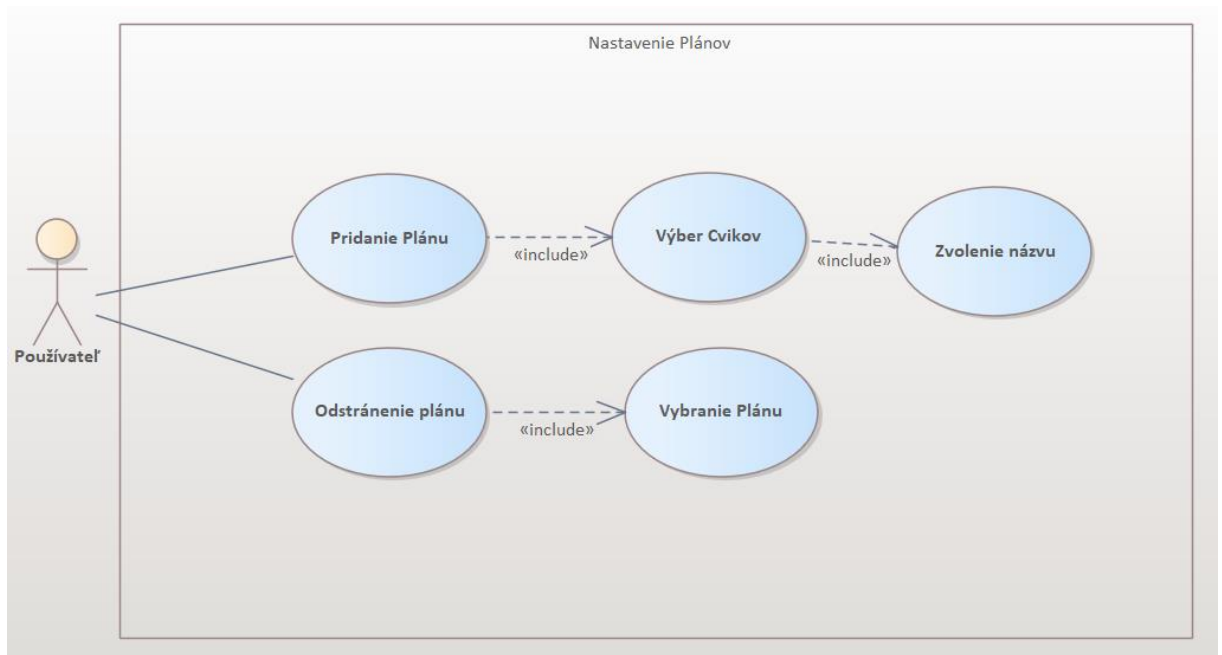 Nastavenie Plánov
Pridanie Plánu
«include»
Výber Cvikov
«include»
Zvolenie názvu
Používateľ
Odstránenie plánu
«include»
Vybranie Plánu